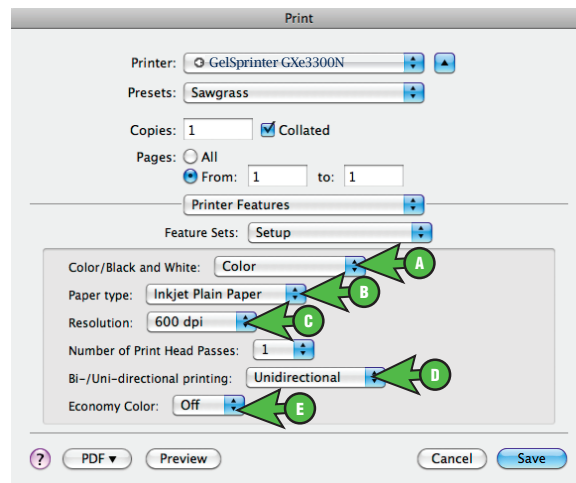 Print
Printer: GelSprinter GXe3300N
Presets: Sawgrass
Copies: 1 Collated
Pages: All
From: 1 to: 1
Printer Features
Feature Sets: Setup
Color/Black and White: Color A
Paper type: Inkjet Plain Paper B
Resolution: 600 dpi C
Number of Print Head Passes: 1
Bi-/Uni-directional printing: Unidirectional D
Economy Color: Off E
? PDF▼ Preview Cancel Save